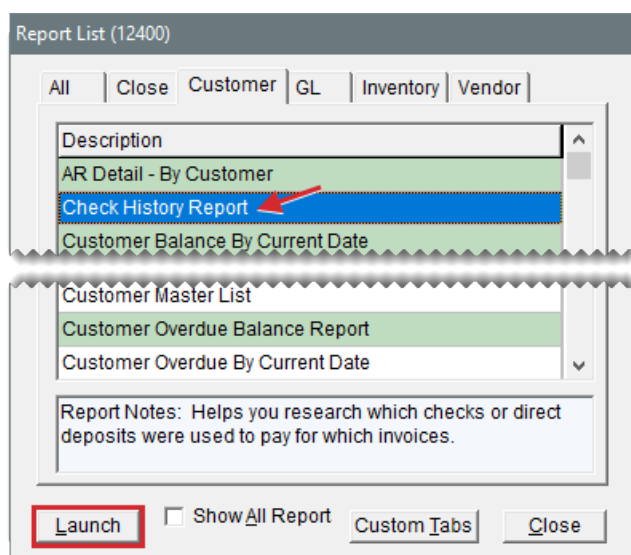 Report List (12400)
All Close Customer GL Inventory Vendor
Description
AR Detail - By Customer
Check History Report
Customer Balance By Current Date
Customer Master List
Customer Overdue Balance Report
Customer Overdue By Current Date
Report Notes: Helps you research which checks or direct
deposits were used to pay for which invoices.
Launch Show All Report Custom Tabs Close